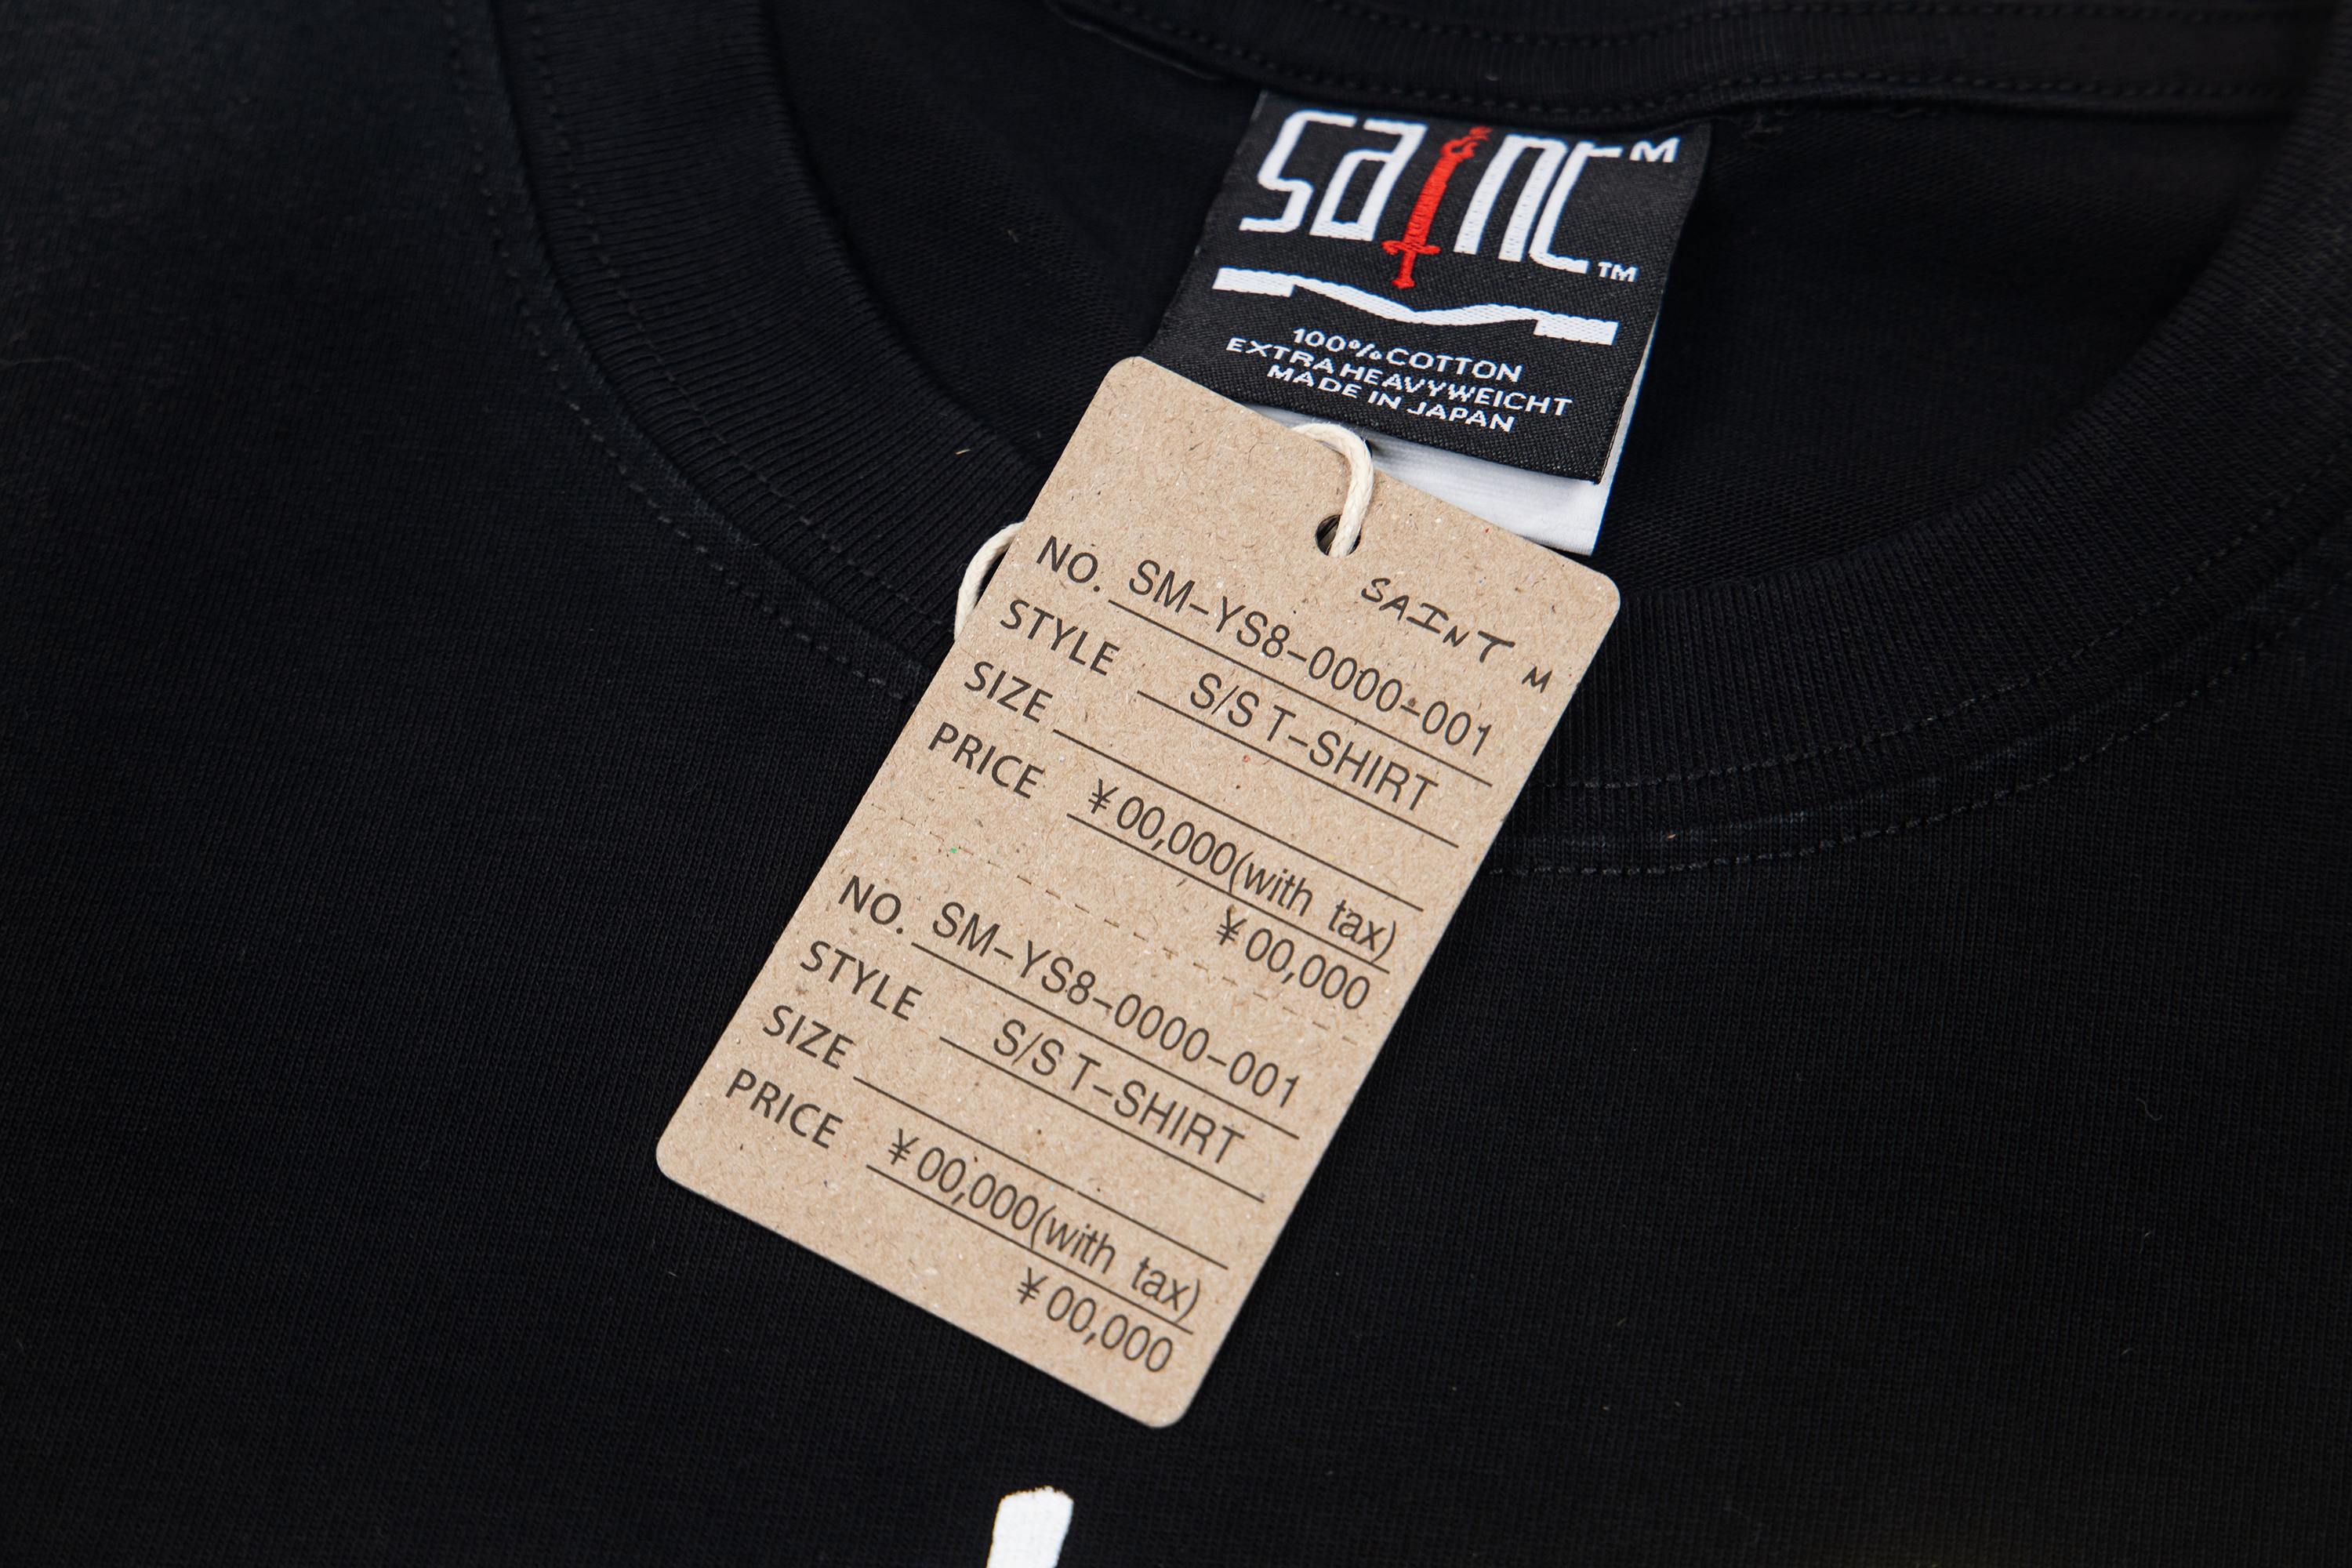 saint M
TM
100% COTTON
EXTRA HEAVYWEIGHT
MADE IN JAPAN
SAINT M
NO. SM-YS8-0000-001
STYLE S/S T-SHIRT
SIZE
PRICE ¥00,000(with tax)
¥00,000
NO. SM-YS8-0000-001
STYLE S/S T-SHIRT
SIZE
PRICE ¥00,000(with tax)
¥00,000